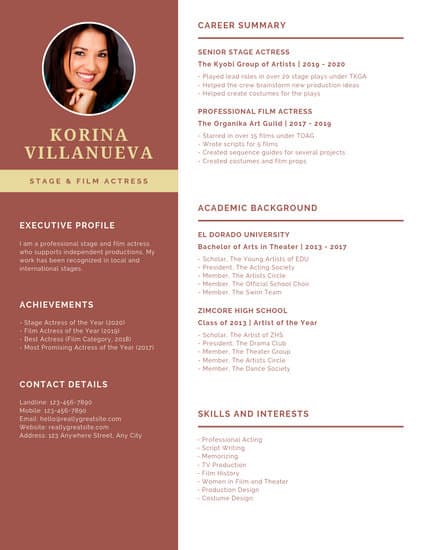 KORINA
VILLANUEVA
STAGE & FILM ACTRESS
EXECUTIVE PROFILE
I am a professional stage and film actress
who supports independent productions. My
work has been recognized in local and
international stages.
ACHIEVEMENTS
- Stage Actress of the Year (2020)
- Film Actress of the Year (2019)
- Best Actress (Film Category, 2018)
- Most Promising Actress of the Year (2017)
CONTACT DETAILS
Landline: 123-456-7890
Mobile: 123-456-7890
Email: hello@reallygreatsite.com
Website: reallygreatsite.com
Address: 123 Anywhere Street, Any City
CAREER SUMMARY
SENIOR STAGE ACTRESS
The Kyobi Group of Artists | 2019 - 2020
- Played lead roles in over 20 stage plays under TKGA
- Helped the crew brainstorm new production ideas
- Helped create costumes for the plays
PROFESSIONAL FILM ACTRESS
The Organika Art Guild | 2017 - 2019
- Starred in over 15 films under TOAG
- Wrote scripts for 5 films
- Created sequence guides for several projects
- Created costumes and film props
ACADEMIC BACKGROUND
EL DORADO UNIVERSITY
Bachelor of Arts in Theater | 2013 - 2017
- Scholar, The Young Artists of EDU
- President, The Acting Society
- Member, The Artists Circle
- Member, The Official School Choir
- Member, The Swim Team
ZIMCORE HIGH SCHOOL
Class of 2013 | Artist of the Year
- Scholar, The Artist of ZHS
- President, The Drama Club
- Member, The Theater Group
- Member, The Artists Circle
- Member, The Dance Society
SKILLS AND INTERESTS
- Professional Acting
- Script Writing
- Memorizing
- TV Production
- Film History
- Women in Film and Theater
- Production Design
- Costume Design